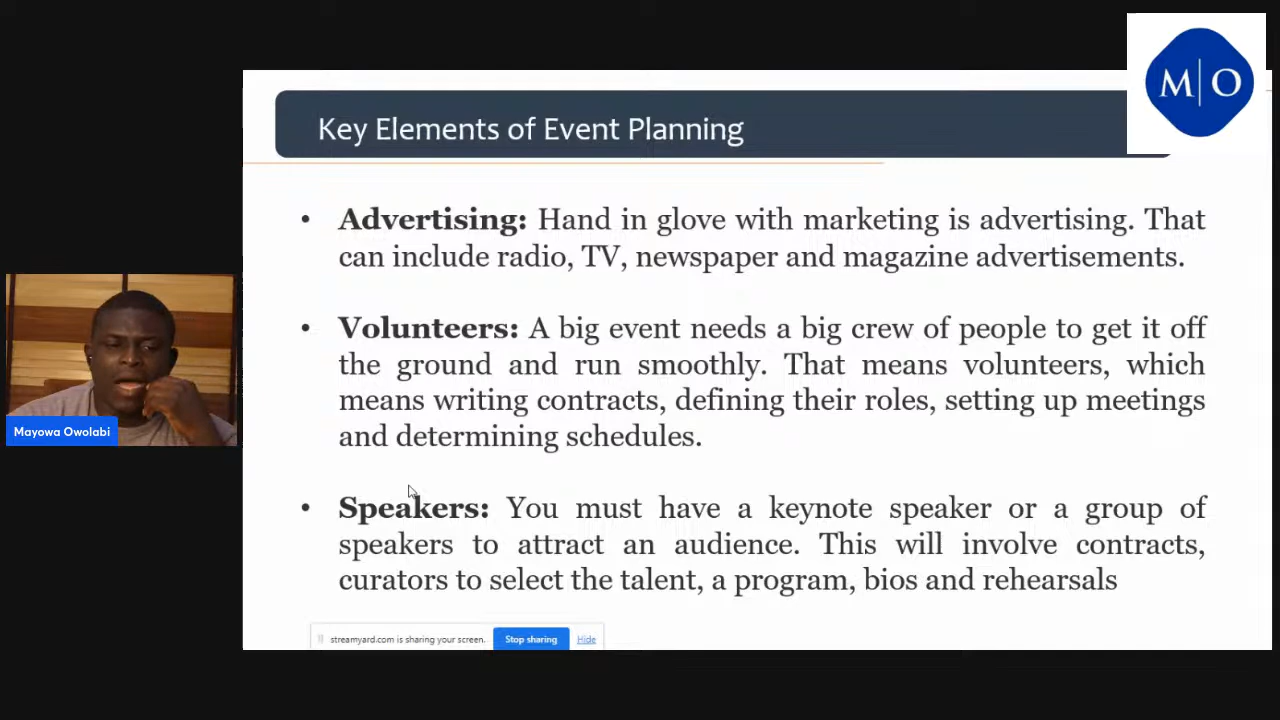 M|O
Key Elements of Event Planning
• Advertising: Hand in glove with marketing is advertising. That
can include radio, TV, newspaper and magazine advertisements.
• Volunteers: A big event needs a big crew of people to get it off
the ground and run smoothly. That means volunteers, which
means writing contracts, defining their roles, setting up meetings
and determining schedules.
• Speakers: You must have a keynote speaker or a group of
speakers to attract an audience. This will involve contracts,
curators to select the talent, a program, bios and rehearsals
Mayowa Owolabi
streamyard.com is sharing your screen. Stop sharing Hide